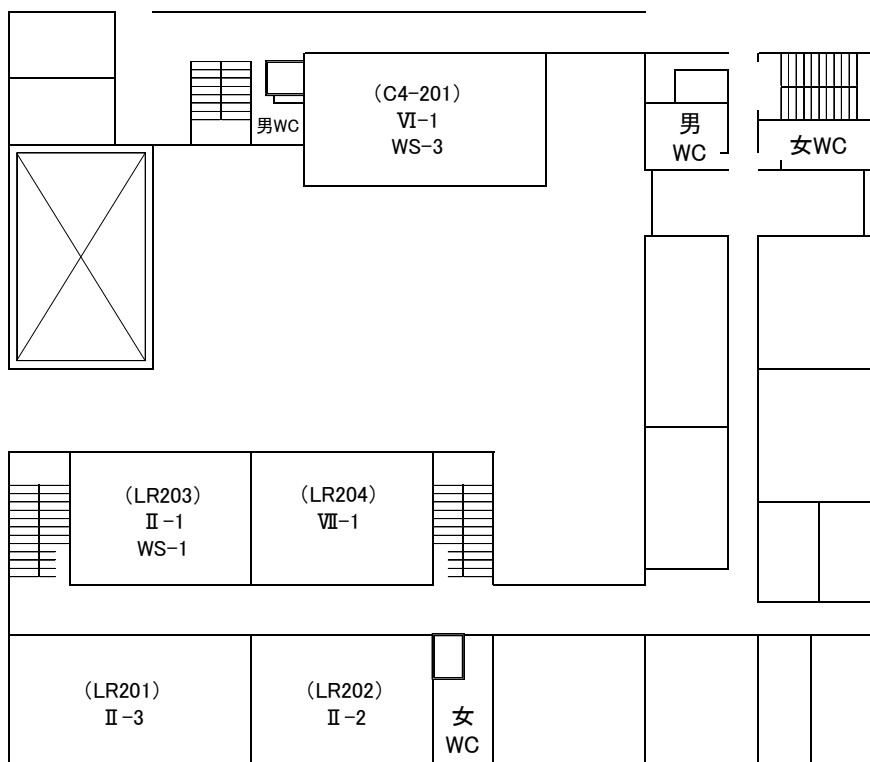 (C4-201)
Ⅵ-1
WS-3
男WC
男
WC
女WC
(LR203)
Ⅱ-1
WS-1
(LR204)
Ⅶ-1
(LR201)
Ⅱ-3
(LR202)
Ⅱ-2
女
WC